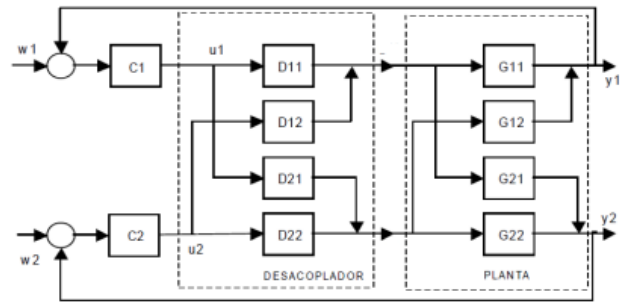 w1
C1
u1
D11
G11
y1
D12
G12
D21
G21
w2
C2
u2
D22
G22
y2
DESACOPLADOR
PLANTA